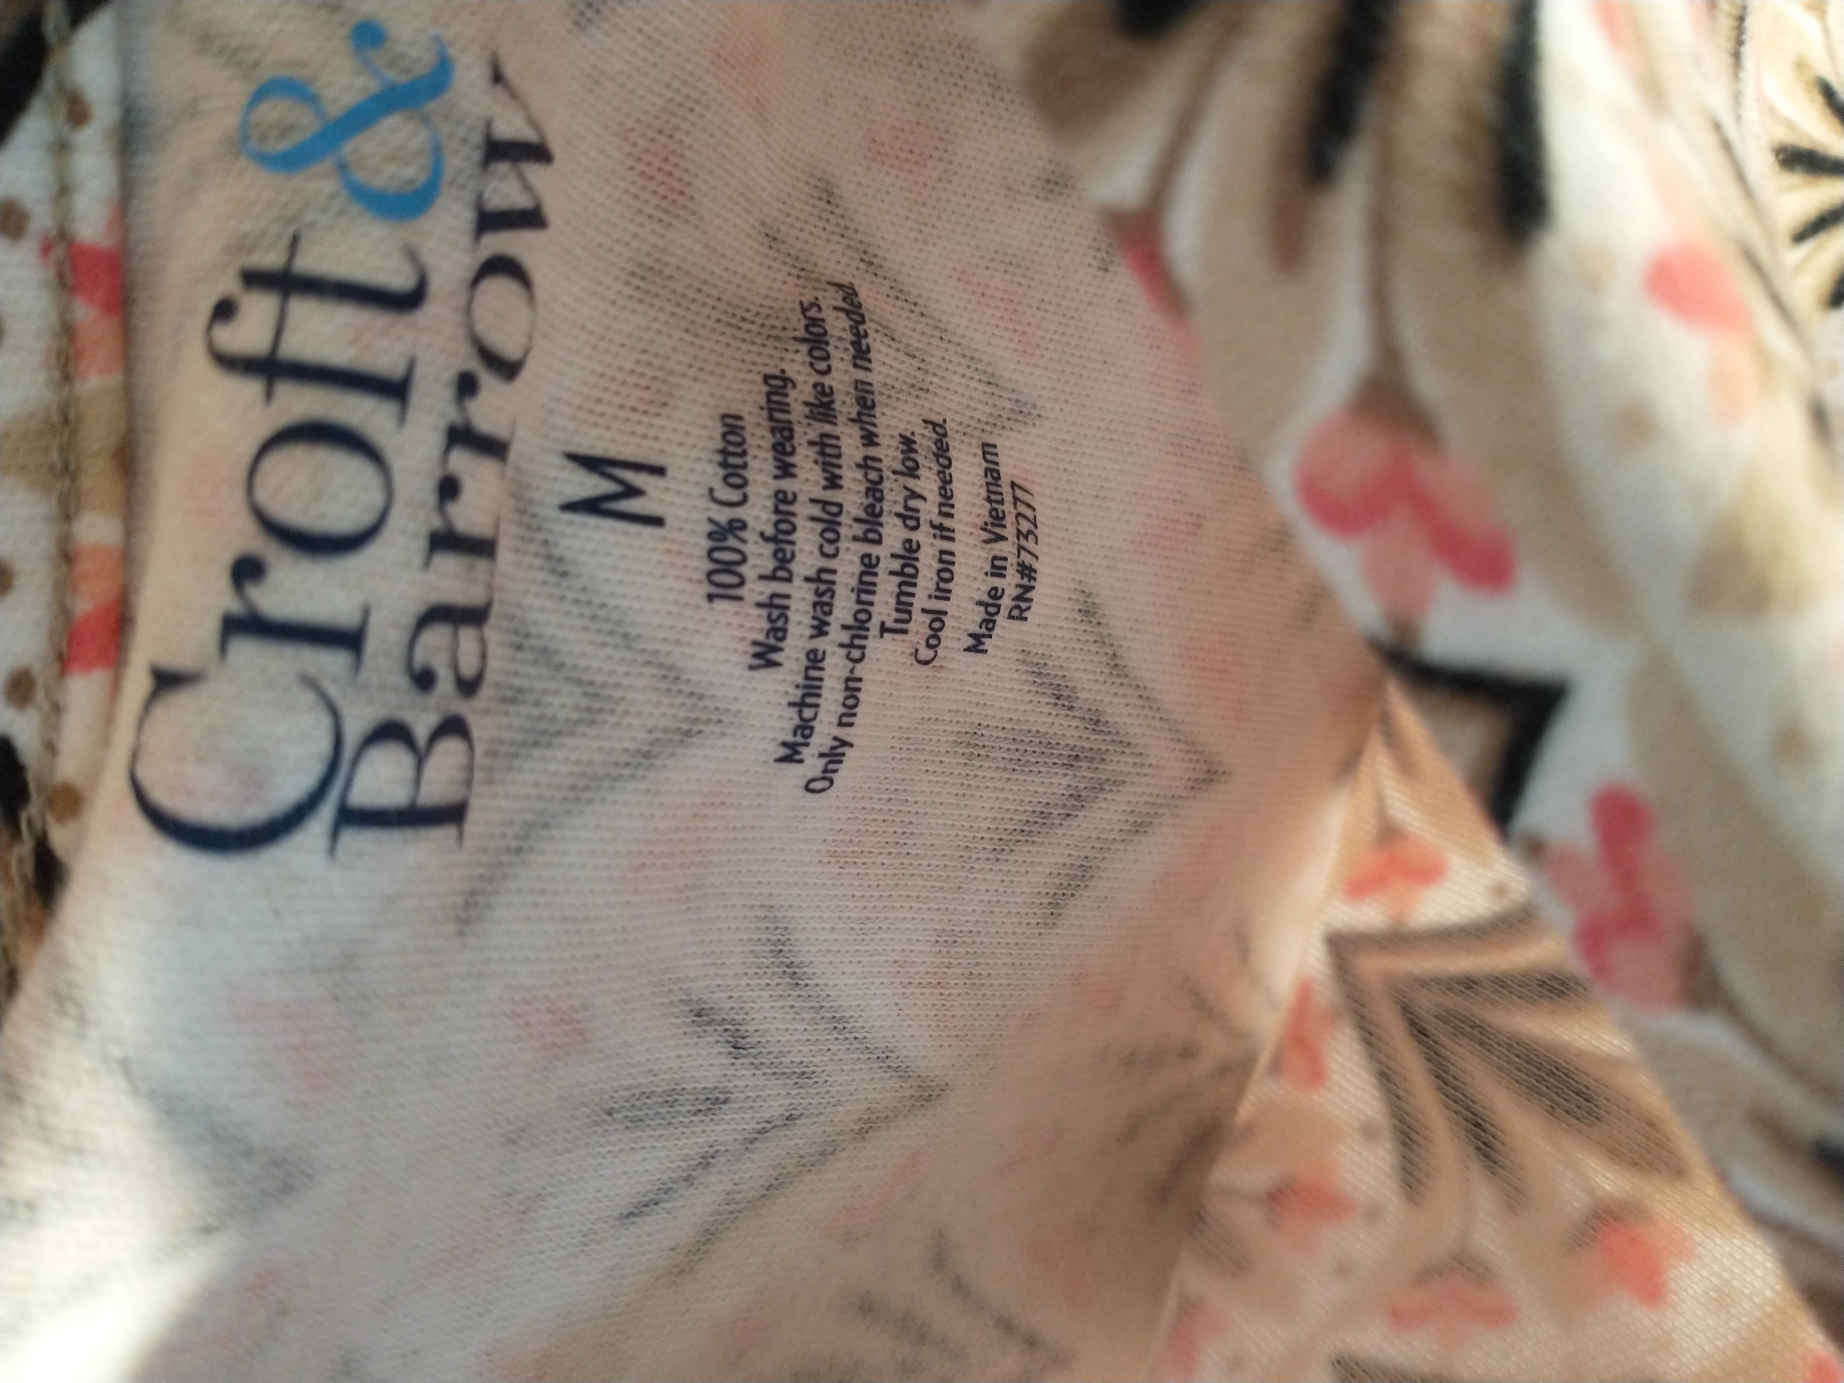 Croft &
Barrow
M
100% Cotton
Wash before wearing.
Machine wash cold with like colors.
Only non-chlorine bleach when needed
Tumble dry low.
Cool iron if needed.
Made in Vietnam
RN#73277